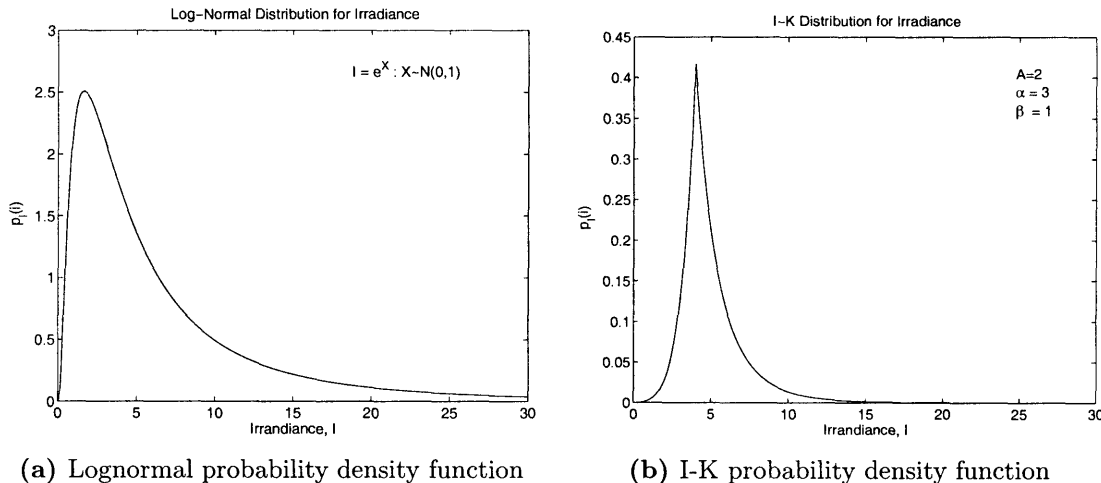 Log-Normal Distribution for Irradiance
3
2.5
2
1.5
1
0.5
0
p_I(i)
I = e^X : X~N(0,1)
0 5 10 15 20 25 30
Irrandiance, I
(a) Lognormal probability density function
I-K Distribution for Irradiance
0.45
0.4
0.35
0.3
0.25
0.2
0.15
0.1
0.05
0
p_I(i)
A=2
α = 3
β = 1
0 5 10 15 20 25 30
Irrandiance, I
(b) I-K probability density function